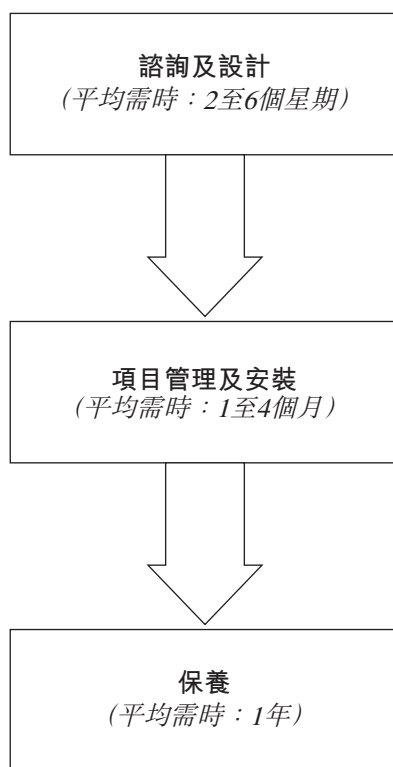 諮詢及設計
(平均需時：2至6個星期)
項目管理及安裝
(平均需時：1至4個月)
保養
(平均需時：1年)